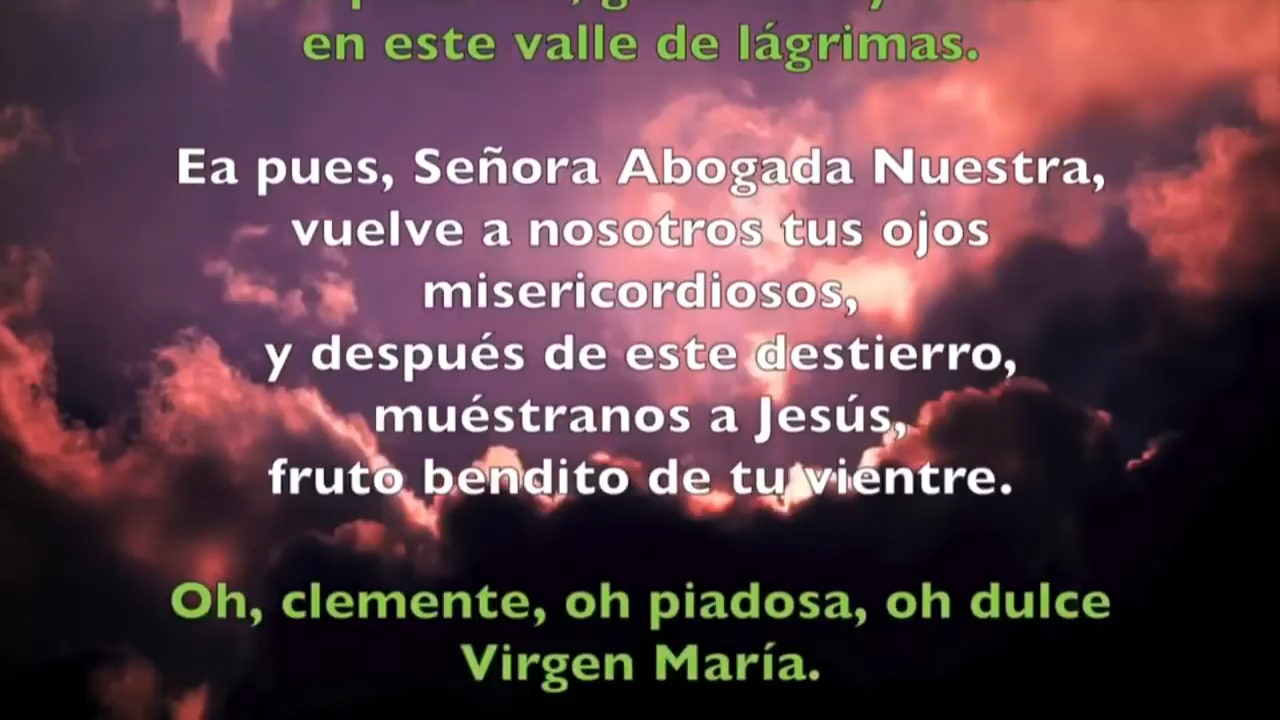 en este valle de lágrimas.
Ea pues, Señora Abogada Nuestra,
vuelve a nosotros tus ojos
misericordiosos,
y después de este destierro,
muéstranos a Jesús,
fruto bendito de tu vientre.
Oh, clemente, oh piadosa, oh dulce
Virgen María.